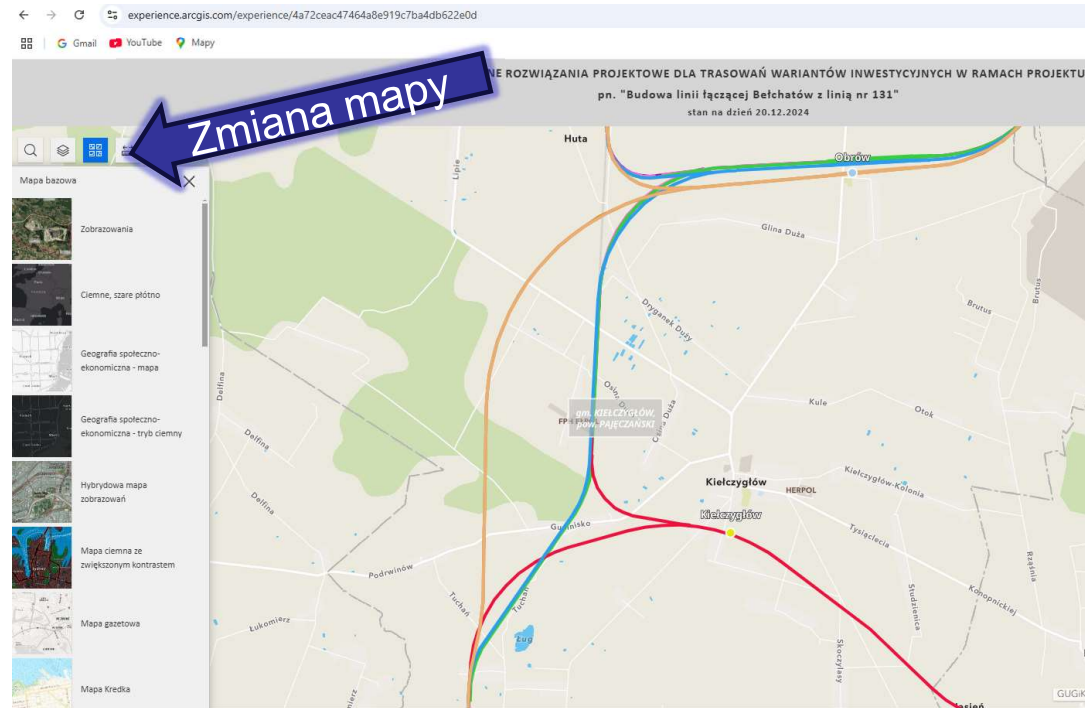 experience.arcgis.com/experience/4a72ceac47464a8e919c7ba4db622e0d
Gmail
YouTube
Mapy
NE ROZWIĄZANIA PROJEKTOWE DLA TRASOWAŃ WARIANTÓW INWESTYCYJNYCH W RAMACH PROJEKTU
pn. "Budowa linii łączącej Bełchatów z linią nr 131"
stan na dzień 20.12.2024
Zmiana mapy
Mapa bazowa
Zobrazowania
Ciemne, szare płótno
Geografia społeczno-
ekonomiczna - mapa
Geografia społeczno-
ekonomiczna - tryb ciemny
Hybrydowa mapa
zobrazowań
Mapa ciemna ze
zwiększonym kontrastem
Mapa gazetowa
Mapa Kredka
Huta
Lipie
Obrów
Glina Duża
Brutus
Brutus
Dryganek Duży
Delfina
Delfina
Delfina
gm. KIEŁCZYGŁÓW,
pow. PAJĘCZAŃSKI
Kule
Otok
Kiełczygłów
HERPOL
Kiełczygłów-Kolonia
Kiełczygłów
Gumnisko
Tysiąclecia
Rząśnia
Podrwinów
Tuchań
Tuchań
Studzienica
Konopnickiej
Łukomierz
Ług
Skoczylasy
GUGiK